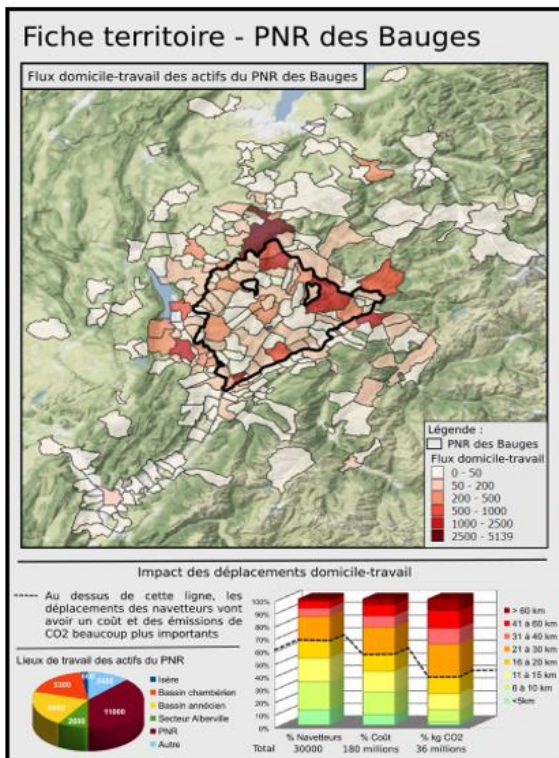 Fiche territoire - PNR des Bauges
Flux domicile-travail des actifs du PNR des Bauges
Légende :
PNR des Bauges
Flux domicile-travail
0 - 50
50 - 200
200 - 500
500 - 1000
1000 - 2500
2500 - 5139
Impact des déplacements domicile-travail
Au dessus de cette ligne, les
déplacements des navetteurs vont
avoir un coût et des émissions de
CO2 beaucoup plus importants
Lieux de travail des actifs du PNR
5300
11000
Isère
Bassin chambérien
Bassin annécien
Secteur Alberville
PNR
Autre
100%
90%
80%
70%
60%
50%
40%
30%
20%
10%
0%
% Navetteurs
% Coût
% kg CO2
Total
30000
180 millions
36 millions
> 60 km
41 à 60 km
31 à 40 km
21 à 30 km
16 à 20 km
11 à 15 km
6 à 10 km
<5km